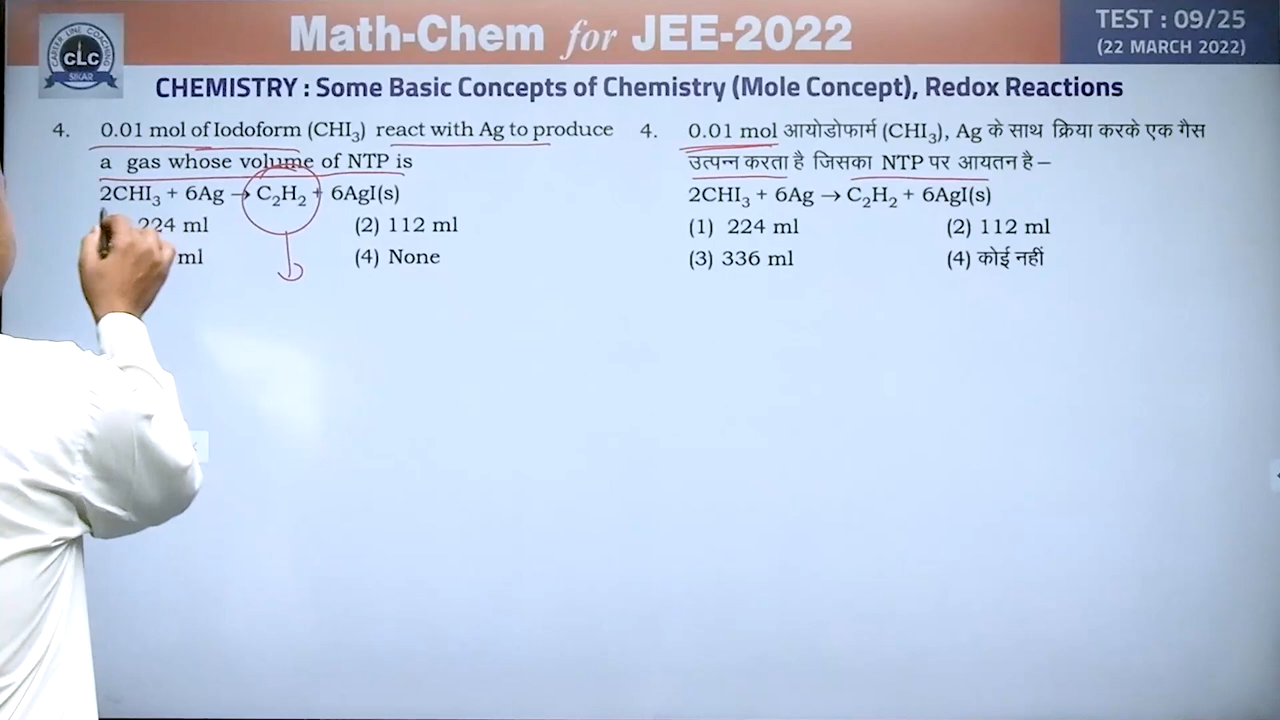 Math-Chem for JEE-2022
TEST : 09/25
(22 MARCH 2022)
CAREER LINE COACHING
CLC
SIKAR
CHEMISTRY : Some Basic Concepts of Chemistry (Mole Concept), Redox Reactions
4. 0.01 mol of Iodoform (CHI₃) react with Ag to produce
a gas whose volume of NTP is
2CHI₃ + 6Ag → C₂H₂ + 6AgI(s)
224 ml (2) 112 ml
ml (4) None
4. 0.01 mol आयोडोफार्म (CHI₃), Ag के साथ क्रिया करके एक गैस
उत्पन्न करता है जिसका NTP पर आयतन है –
2CHI₃ + 6Ag → C₂H₂ + 6AgI(s)
(1) 224 ml (2) 112 ml
(3) 336 ml (4) कोई नहीं